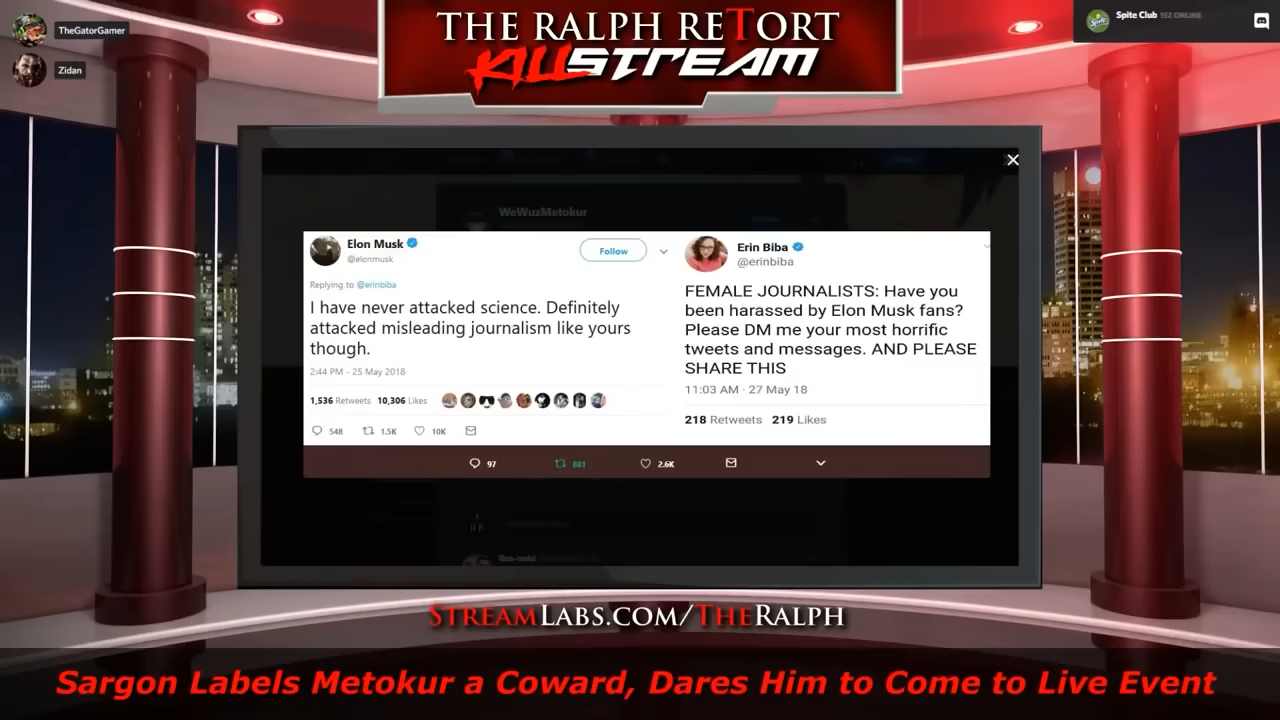 TheGatorGamer
Zidan
THE RALPH RETORT
KILLSTREAM
Spite Club 152 ONLINE
WeWuzMetokur
Elon Musk
@elonmusk
Follow
Replying to @erinbiba
I have never attacked science. Definitely
attacked misleading journalism like yours
though.
2:44 PM - 25 May 2018
1,536 Retweets 10,306 Likes
548 1.5K 10K
Erin Biba
@erinbiba
FEMALE JOURNALISTS: Have you
been harassed by Elon Musk fans?
Please DM me your most horrific
tweets and messages. AND PLEASE
SHARE THIS
11:03 AM · 27 May 18
218 Retweets 219 Likes
97 881 2.6K
STREAMLABS.COM/THERALPH
Sargon Labels Metokur a Coward, Dares Him to Come to Live Event